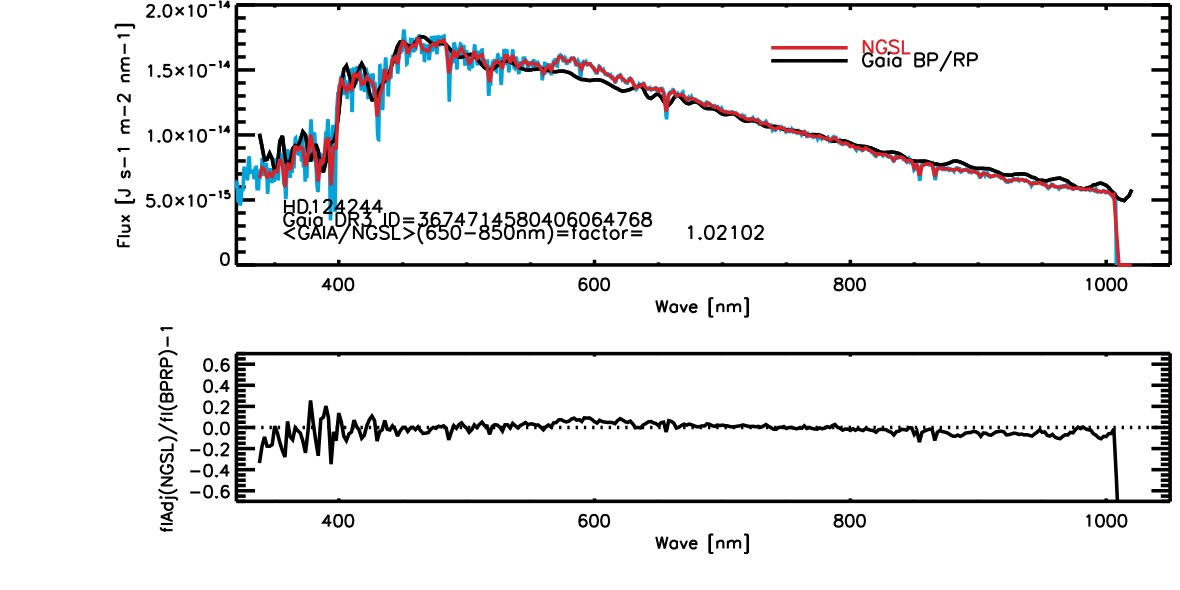 2.0×10⁻¹⁴
1.5×10⁻¹⁴
1.0×10⁻¹⁴
5.0×10⁻¹⁵
0
Flux [J s−1 m−2 nm−1]
NGSL
Gaia BP/RP
HD124244
Gaia DR3 ID=3674714580406064768
<GAIA/NGSL>(650−850nm)=factor= 1.02102
400 600 800 1000
Wave [nm]
flAdj(NGSL)/fl(BPRP)−1
0.6
0.4
0.2
0.0
−0.2
−0.4
−0.6
400 600 800 1000
Wave [nm]